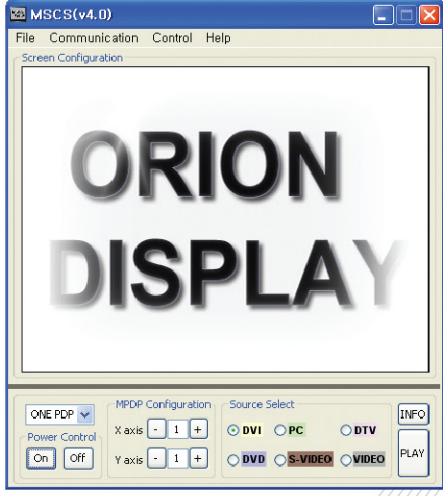 MSCS(v4.0)
File Communication Control Help
Screen Configuration
ORION
DISPLAY
ONE PDP
MPDP Configuration
Source Select
INFO
X axis - 1 +
DVI PC DTV
Power Control
On Off
Y axis - 1 +
DVD S-VIDEO VIDEO
PLAY